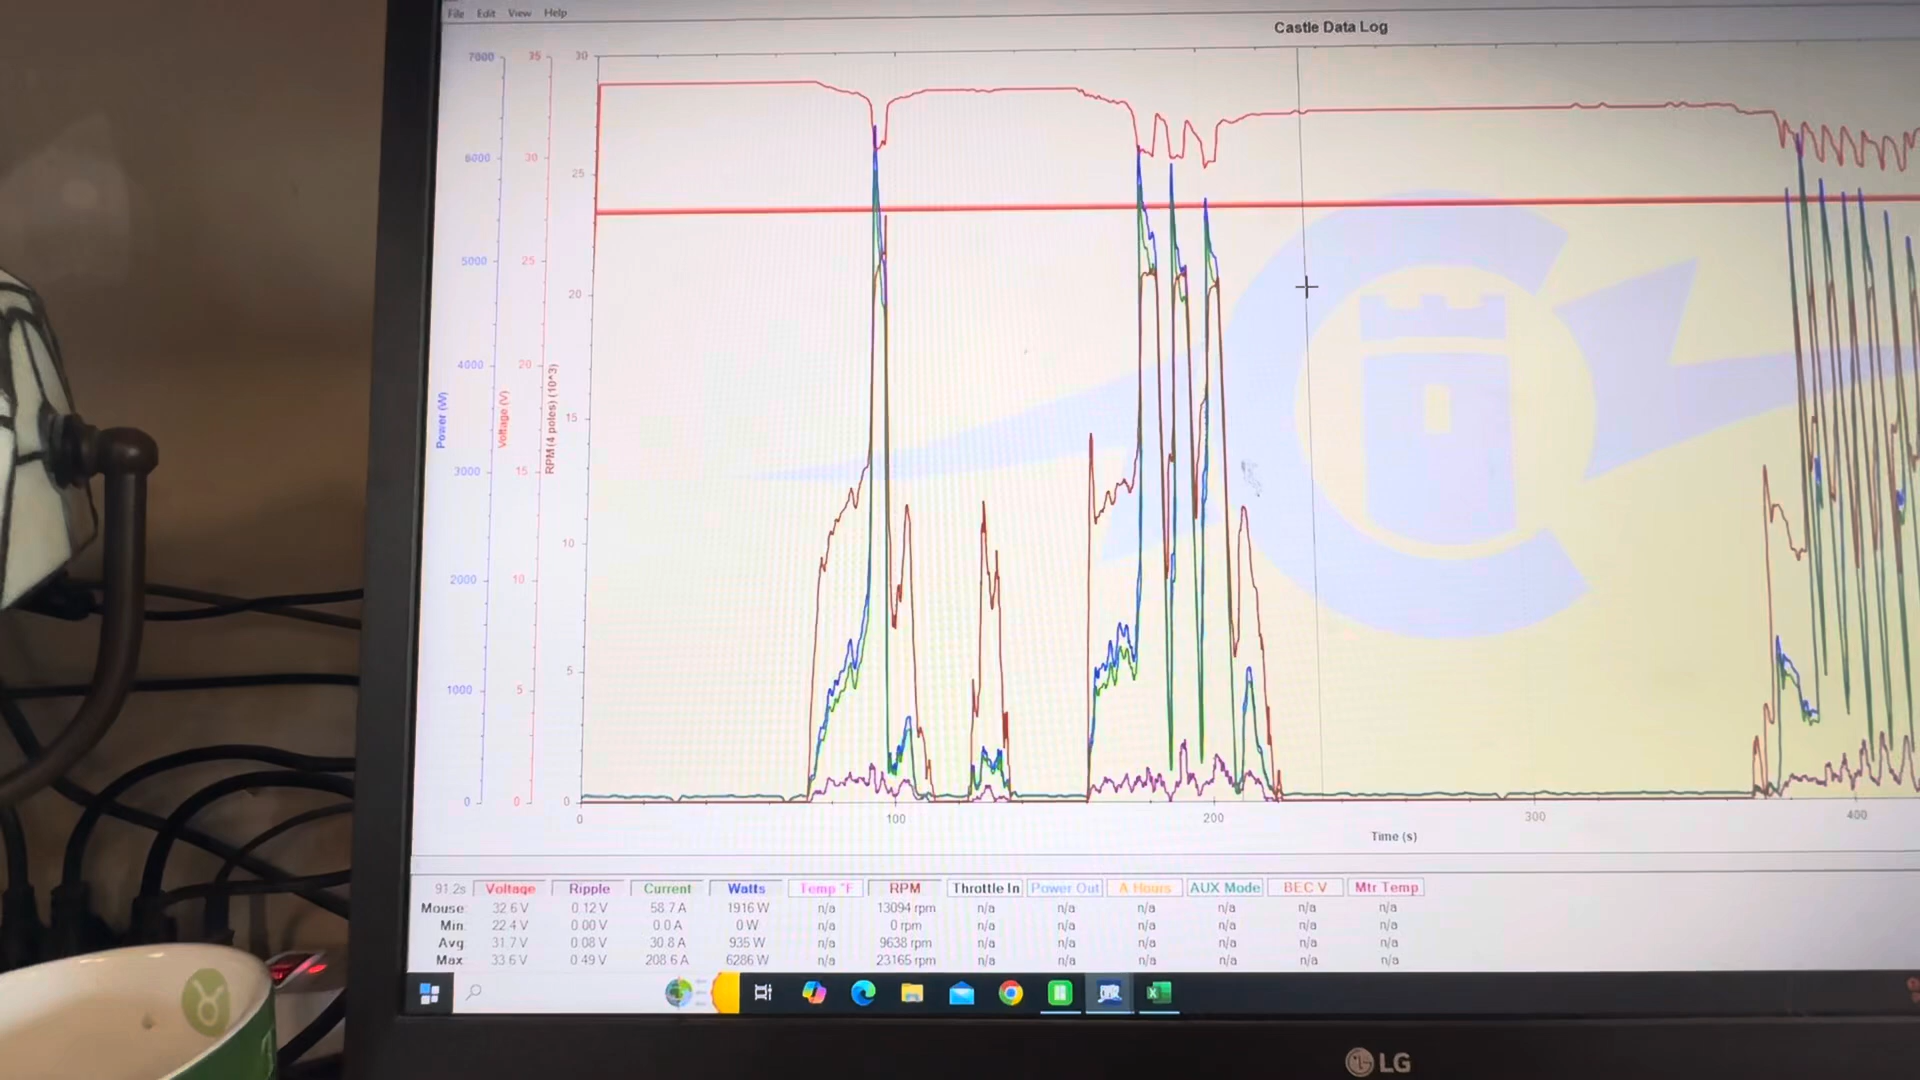 File Edit View Help
Castle Data Log
7000 35 30
6000 30 25
5000 25 20
4000 20 15
3000 15 10
2000 10 5
1000 5
0 0 0
Power (W)
Voltage (V)
RPM (4 poles) (10^3)
0 100 200 300 400
Time (s)
91.2s Voltage Ripple Current Watts Temp °F RPM Throttle In Power Out A Hours AUX Mode BEC V Mtr Temp
Mouse: 32.6 V 0.12 V 58.7 A 1916 W n/a 13094 rpm n/a n/a n/a n/a n/a n/a
Min: 22.4 V 0.00 V 0.0 A 0 W n/a 0 rpm n/a n/a n/a n/a n/a n/a
Avg: 31.7 V 0.08 V 30.8 A 935 W n/a 9638 rpm n/a n/a n/a n/a n/a n/a
Max: 33.6 V 0.49 V 208.6 A 6286 W n/a 23165 rpm n/a n/a n/a n/a n/a n/a
LG